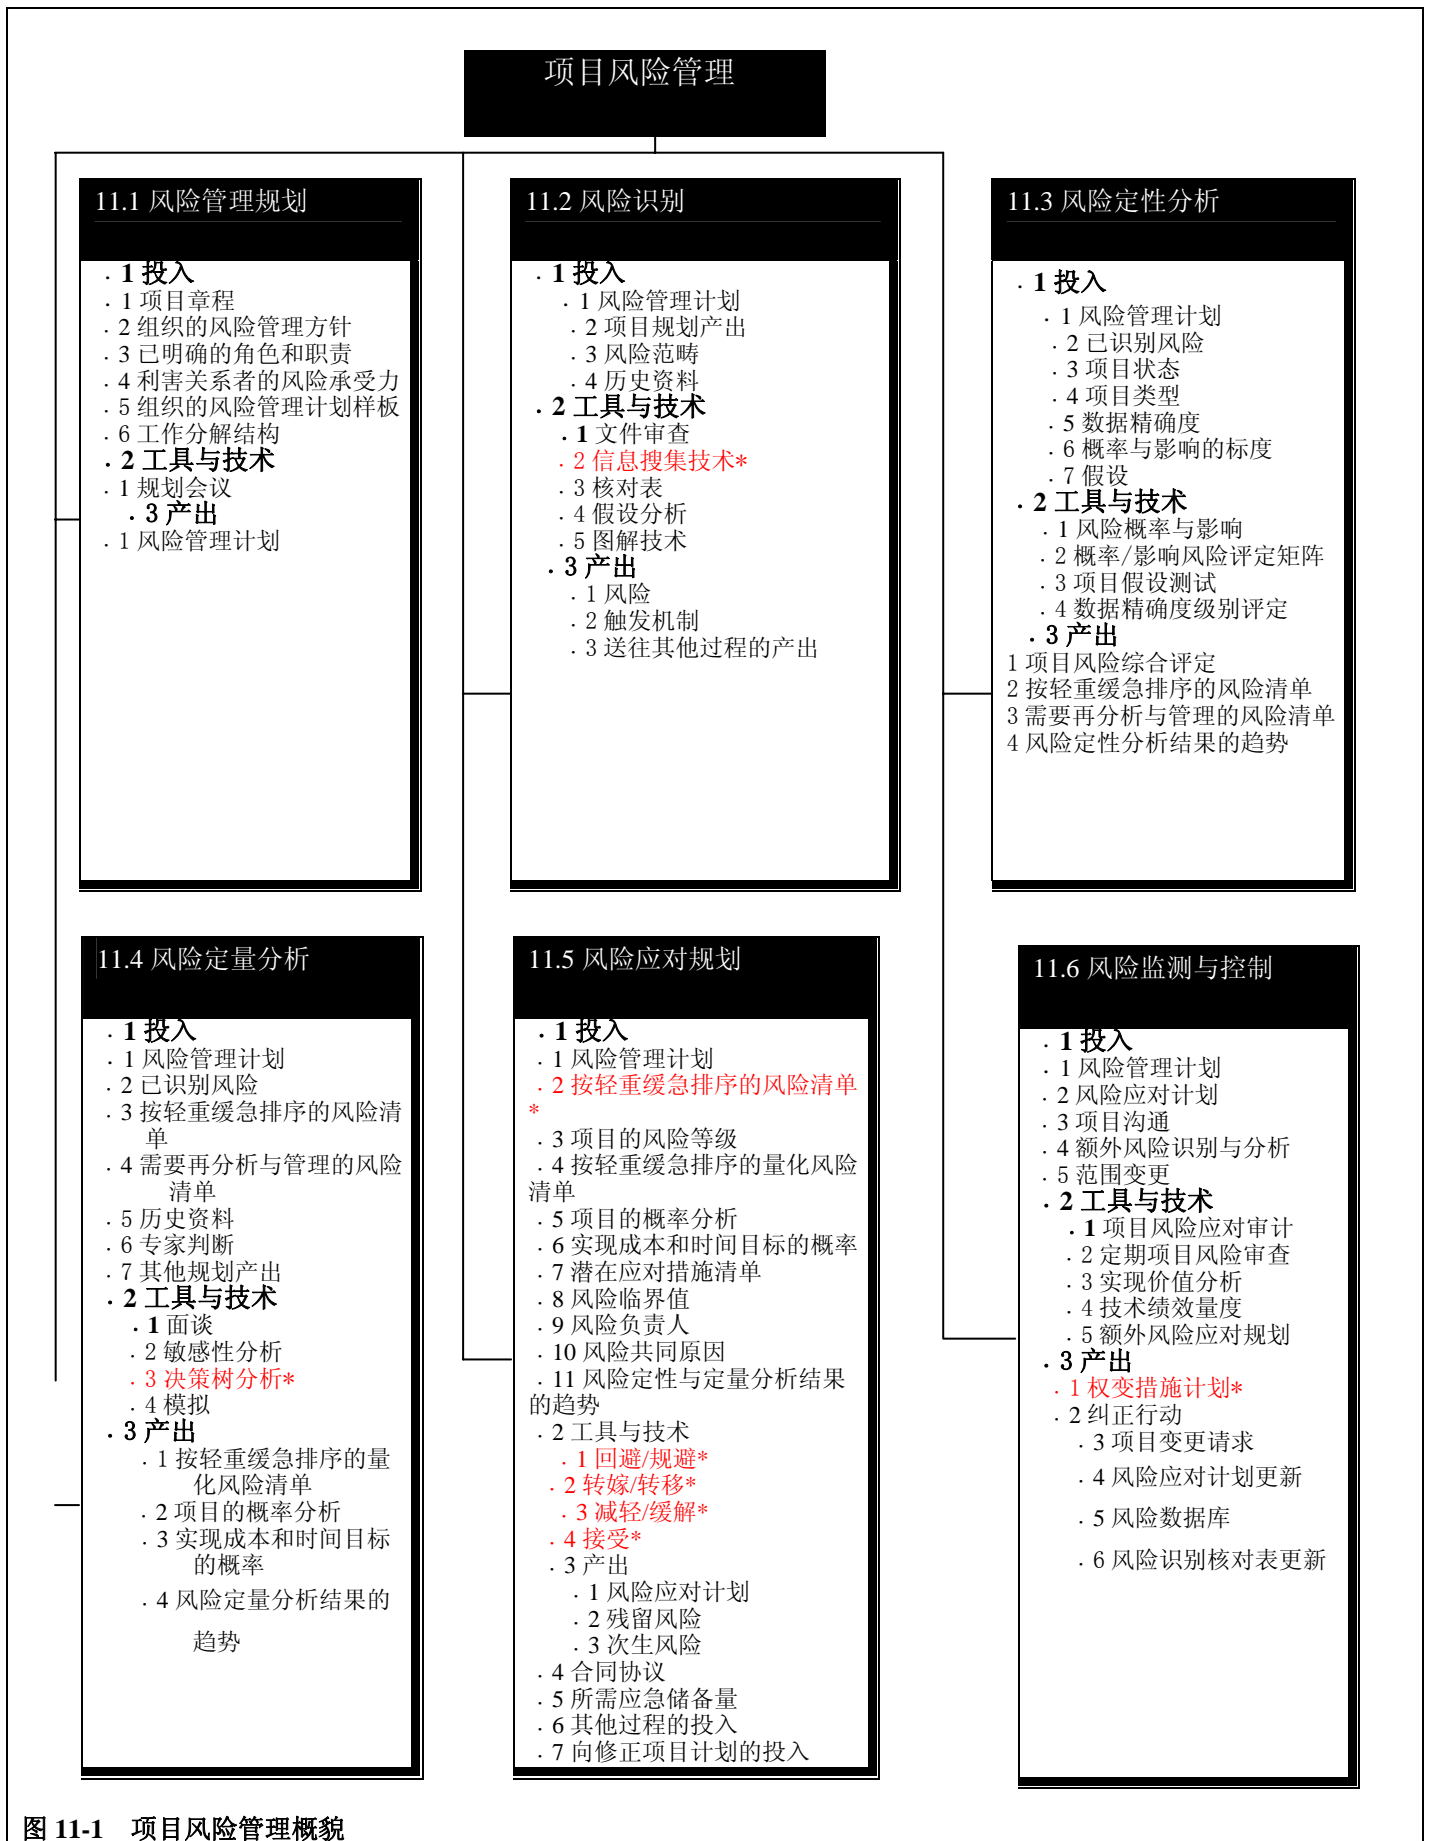 项目风险管理
11.1 风险管理规划
. 1 投入
. 1 项目章程
. 2 组织的风险管理方针
. 3 已明确的角色和职责
. 4 利害关系者的风险承受力
. 5 组织的风险管理计划样板
. 6 工作分解结构
. 2 工具与技术
. 1 规划会议
. 3 产出
. 1 风险管理计划
11.2 风险识别
. 1 投入
. 1 风险管理计划
. 2 项目规划产出
. 3 风险范畴
. 4 历史资料
. 2 工具与技术
. 1 文件审查
. 2 信息搜集技术*
. 3 核对表
. 4 假设分析
. 5 图解技术
. 3 产出
. 1 风险
. 2 触发机制
. 3 送往其他过程的产出
11.3 风险定性分析
. 1 投入
. 1 风险管理计划
. 2 已识别风险
. 3 项目状态
. 4 项目类型
. 5 数据精确度
. 6 概率与影响的标度
. 7 假设
. 2 工具与技术
. 1 风险概率与影响
. 2 概率/影响风险评定矩阵
. 3 项目假设测试
. 4 数据精确度级别评定
. 3 产出
1 项目风险综合评定
2 按轻重缓急排序的风险清单
3 需要再分析与管理的风险清单
4 风险定性分析结果的趋势
11.4 风险定量分析
. 1 投入
. 1 风险管理计划
. 2 已识别风险
. 3 按轻重缓急排序的风险清
单
. 4 需要再分析与管理的风险
清单
. 5 历史资料
. 6 专家判断
. 7 其他规划产出
. 2 工具与技术
. 1 面谈
. 2 敏感性分析
. 3 决策树分析*
. 4 模拟
. 3 产出
. 1 按轻重缓急排序的量
化风险清单
. 2 项目的概率分析
. 3 实现成本和时间目标
的概率
. 4 风险定量分析结果的
趋势
11.5 风险应对规划
. 1 投入
. 1 风险管理计划
. 2 按轻重缓急排序的风险清单
*
. 3 项目的风险等级
. 4 按轻重缓急排序的量化风险
清单
. 5 项目的概率分析
. 6 实现成本和时间目标的概率
. 7 潜在应对措施清单
. 8 风险临界值
. 9 风险负责人
. 10 风险共同原因
. 11 风险定性与定量分析结果
的趋势
. 2 工具与技术
. 1 回避/规避*
. 2 转嫁/转移*
. 3 减轻/缓解*
. 4 接受*
. 3 产出
. 1 风险应对计划
. 2 残留风险
. 3 次生风险
. 4 合同协议
. 5 所需应急储备量
. 6 其他过程的投入
. 7 向修正项目计划的投入
11.6 风险监测与控制
. 1 投入
. 1 风险管理计划
. 2 风险应对计划
. 3 项目沟通
. 4 额外风险识别与分析
. 5 范围变更
. 2 工具与技术
. 1 项目风险应对审计
. 2 定期项目风险审查
. 3 实现价值分析
. 4 技术绩效量度
. 5 额外风险应对规划
. 3 产出
. 1 权变措施计划*
. 2 纠正行动
. 3 项目变更请求
. 4 风险应对计划更新
. 5 风险数据库
. 6 风险识别核对表更新
图 11-1 项目风险管理概貌